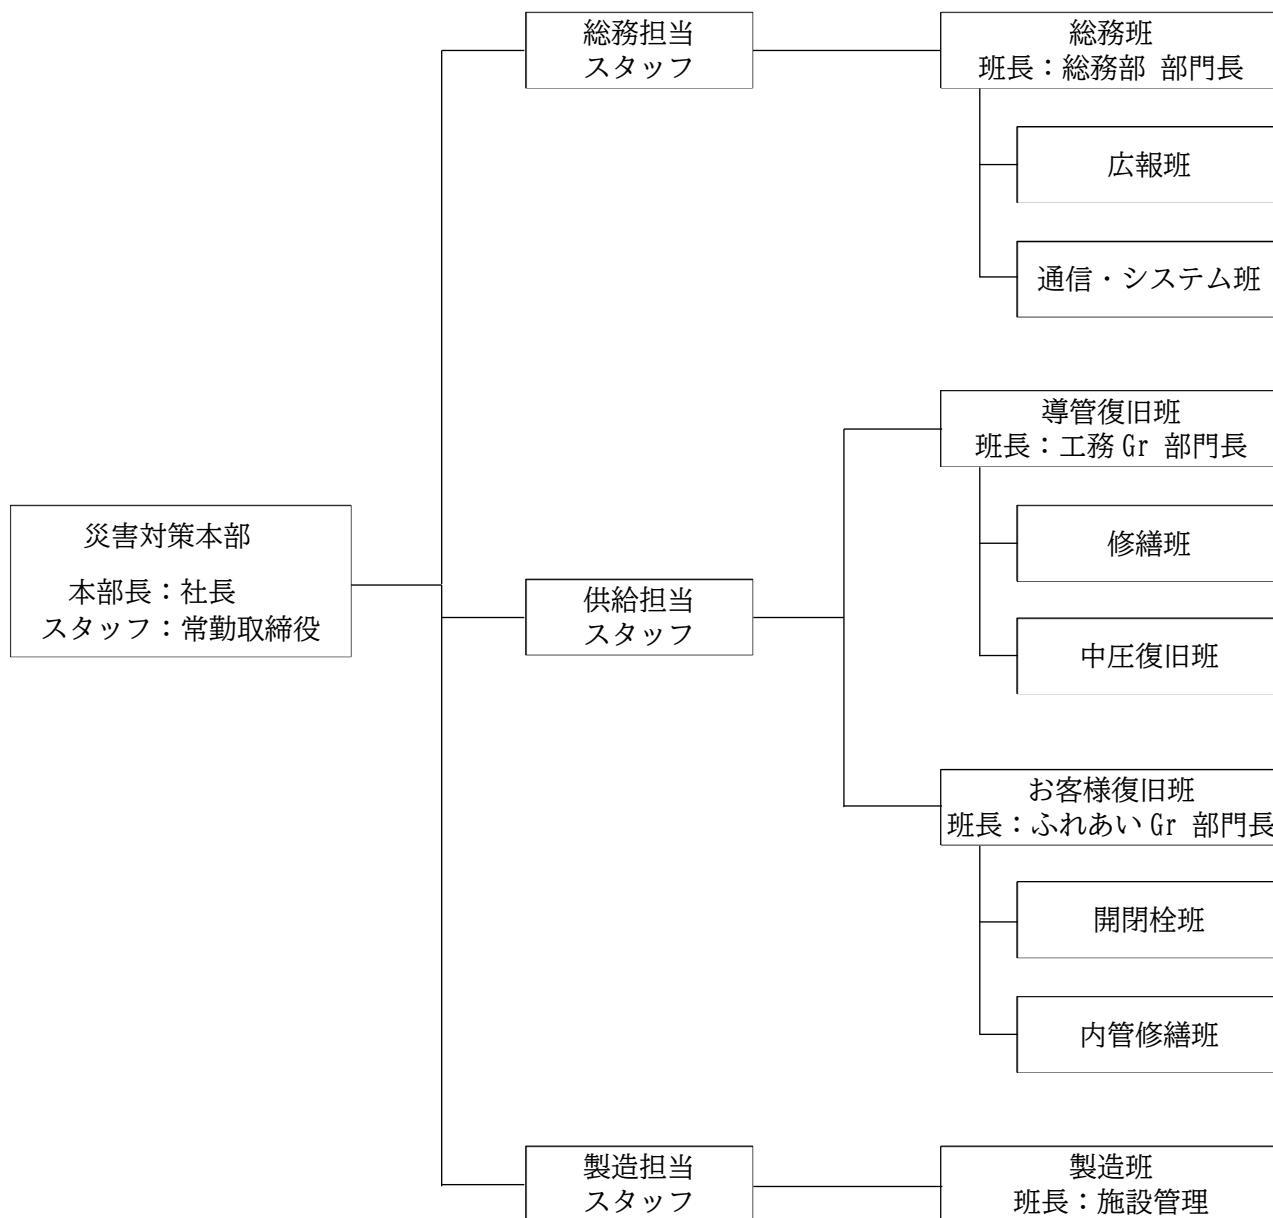 総務担当
スタッフ
総務班
班長：総務部 部門長
広報班
通信・システム班
導管復旧班
班長：工務 Gr 部門長
修繕班
中圧復旧班
災害対策本部
本部長：社長
スタッフ：常勤取締役
供給担当
スタッフ
お客様復旧班
班長：ふれあい Gr 部門長
開閉栓班
内管修繕班
製造担当
スタッフ
製造班
班長：施設管理